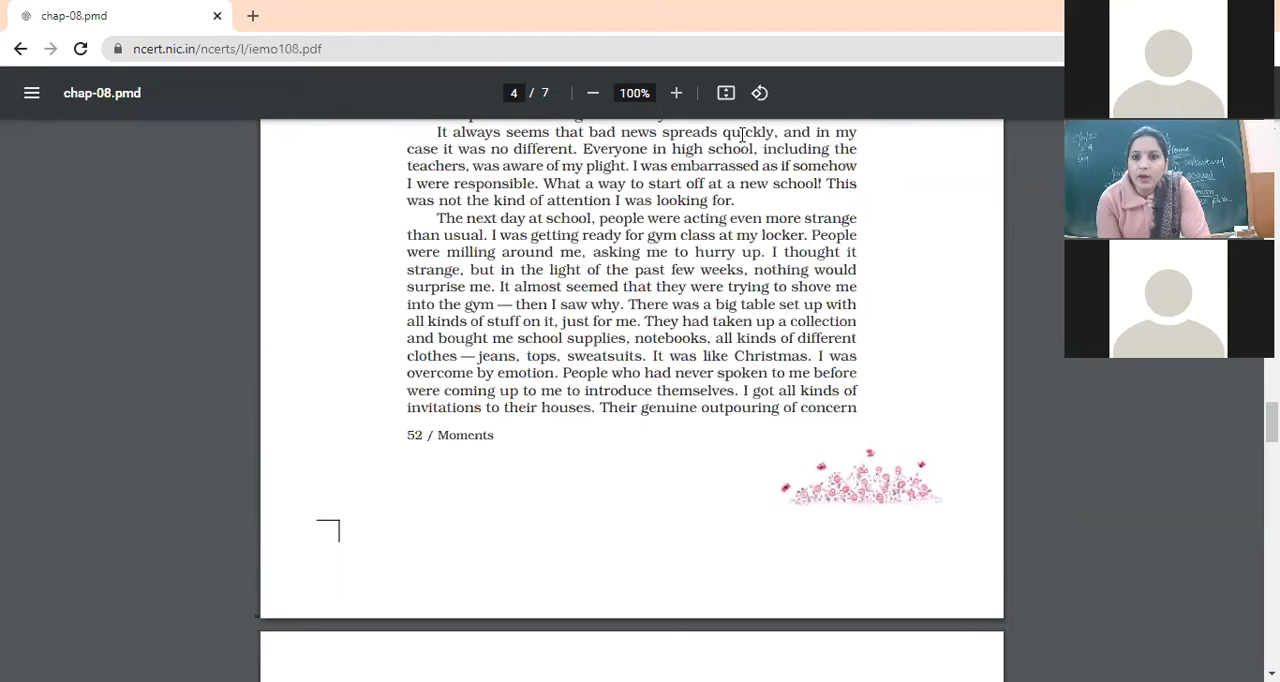 chap-08.pmd
ncert.nic.in/ncerts/l/iemo108.pdf
chap-08.pmd
4 / 7
100%
It always seems that bad news spreads quickly, and in my
case it was no different. Everyone in high school, including the
teachers, was aware of my plight. I was embarrassed as if somehow
I were responsible. What a way to start off at a new school! This
was not the kind of attention I was looking for.
The next day at school, people were acting even more strange
than usual. I was getting ready for gym class at my locker. People
were milling around me, asking me to hurry up. I thought it
strange, but in the light of the past few weeks, nothing would
surprise me. It almost seemed that they were trying to shove me
into the gym — then I saw why. There was a big table set up with
all kinds of stuff on it, just for me. They had taken up a collection
and bought me school supplies, notebooks, all kinds of different
clothes — jeans, tops, sweatsuits. It was like Christmas. I was
overcome by emotion. People who had never spoken to me before
were coming up to me to introduce themselves. I got all kinds of
invitations to their houses. Their genuine outpouring of concern
52 / Moments